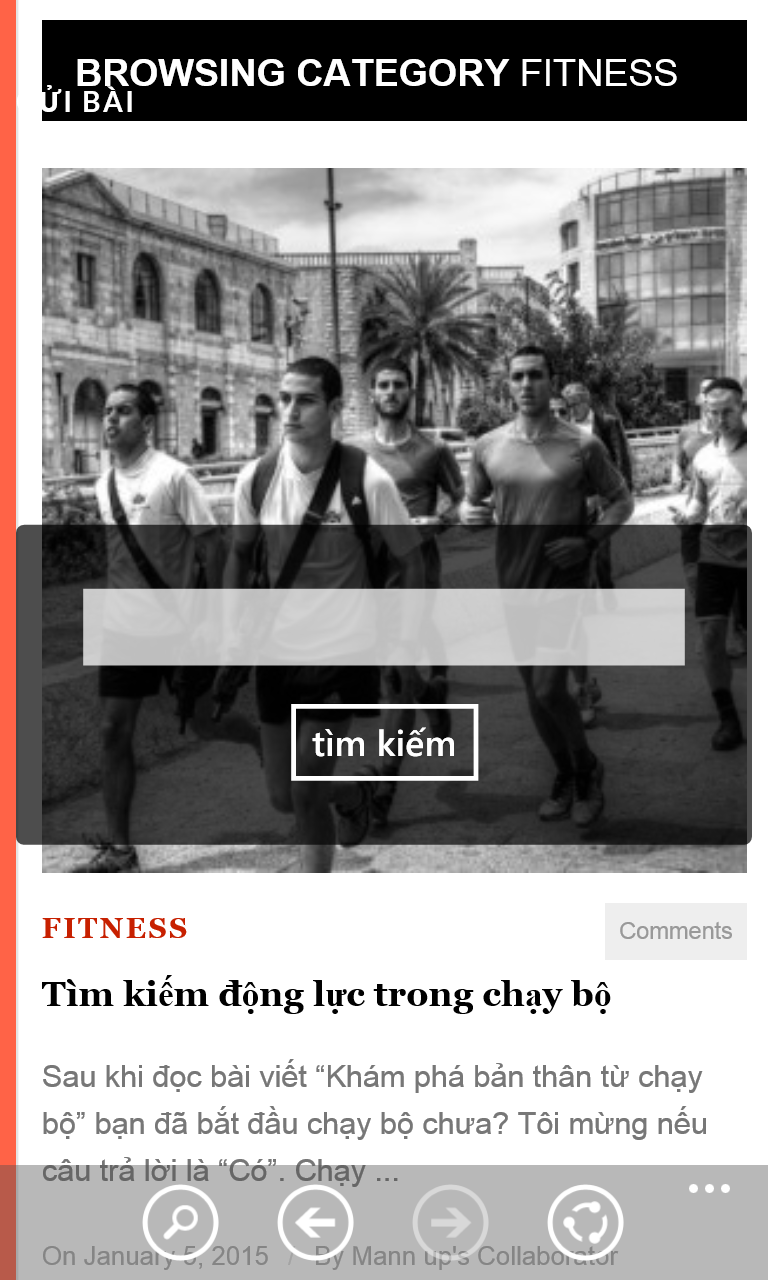 BROWSING CATEGORY FITNESS
ỬI BÀI
tìm kiếm
FITNESS
Comments
Tìm kiếm động lực trong chạy bộ
Sau khi đọc bài viết “Khám phá bản thân từ chạy
bộ” bạn đã bắt đầu chạy bộ chưa? Tôi mừng nếu
câu trả lời là “Có”. Chạy ...
On January 5, 2015 / By Mann up's Collaborator